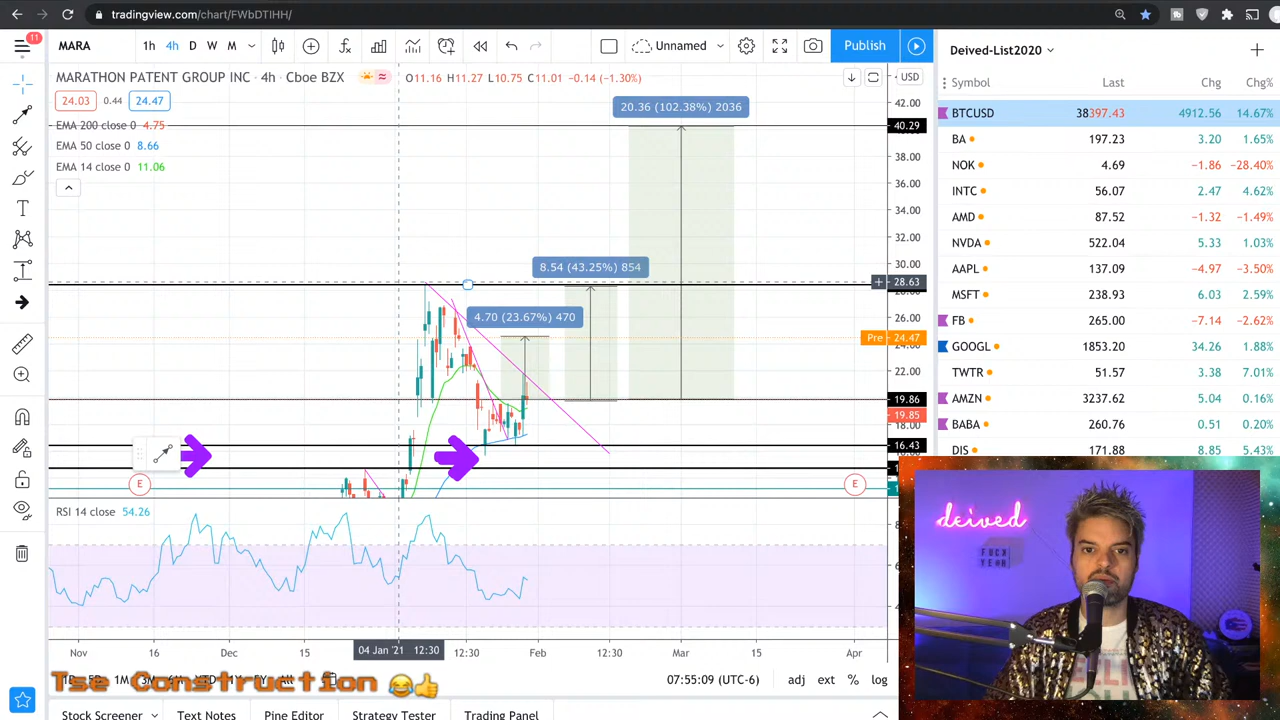 tradingview.com/chart/FWbDTIHH/
11
MARA 1h 4h D W M Unnamed Publish
MARATHON PATENT GROUP INC · 4h · Cboe BZX O11.16 H11.27 L10.75 C11.01 −0.14 (−1.30%) USD
24.03 0.44 24.47
EMA 200 close 0 4.75
EMA 50 close 0 8.66
EMA 14 close 0 11.06
20.36 (102.38%) 2036
8.54 (43.25%) 854
4.70 (23.67%) 470
42.00
40.29
38.00
36.00
34.00
32.00
30.00
28.63
26.00
Pre 24.47
22.00
19.86
19.85
18.00
16.43
E E
RSI 14 close 54.26
Nov 16 Dec 15 04 Jan '21 12:30 12:30 Feb 12:30 Mar 15 Apr
Tse Construction 😂👍
1M All
07:55:09 (UTC-6) adj ext % log
Stock Screener Text Notes Pine Editor Strategy Tester Trading Panel
Deived-List2020
Symbol Last Chg Chg%
BTCUSD 38397.43 4912.56 14.67%
BA 197.23 3.20 1.65%
NOK 4.69 −1.86 −28.40%
INTC 56.07 2.47 4.62%
AMD 87.52 −1.32 −1.49%
NVDA 522.04 5.33 1.03%
AAPL 137.09 −4.97 −3.50%
MSFT 238.93 6.03 2.59%
FB 265.00 −7.14 −2.62%
GOOGL 1853.20 34.26 1.88%
TWTR 51.57 3.38 7.01%
AMZN 3237.62 5.04 0.16%
BABA 260.76 0.51 0.20%
DIS 171.88 8.85 5.43%
deived
FUCK
YEAH